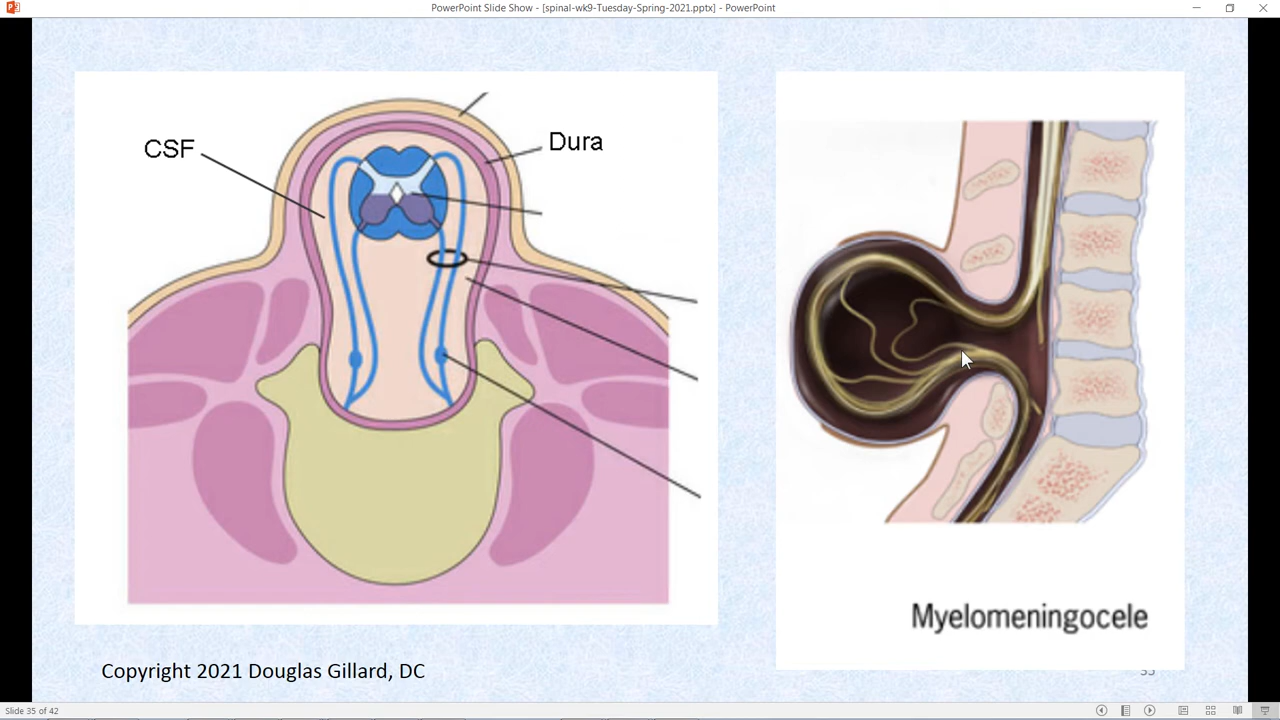 PowerPoint Slide Show - [spinal-wk9-Tuesday-Spring-2021.pptx] - PowerPoint
CSF
Dura
Myelomeningocele
Copyright 2021 Douglas Gillard, DC
35
Slide 35 of 42